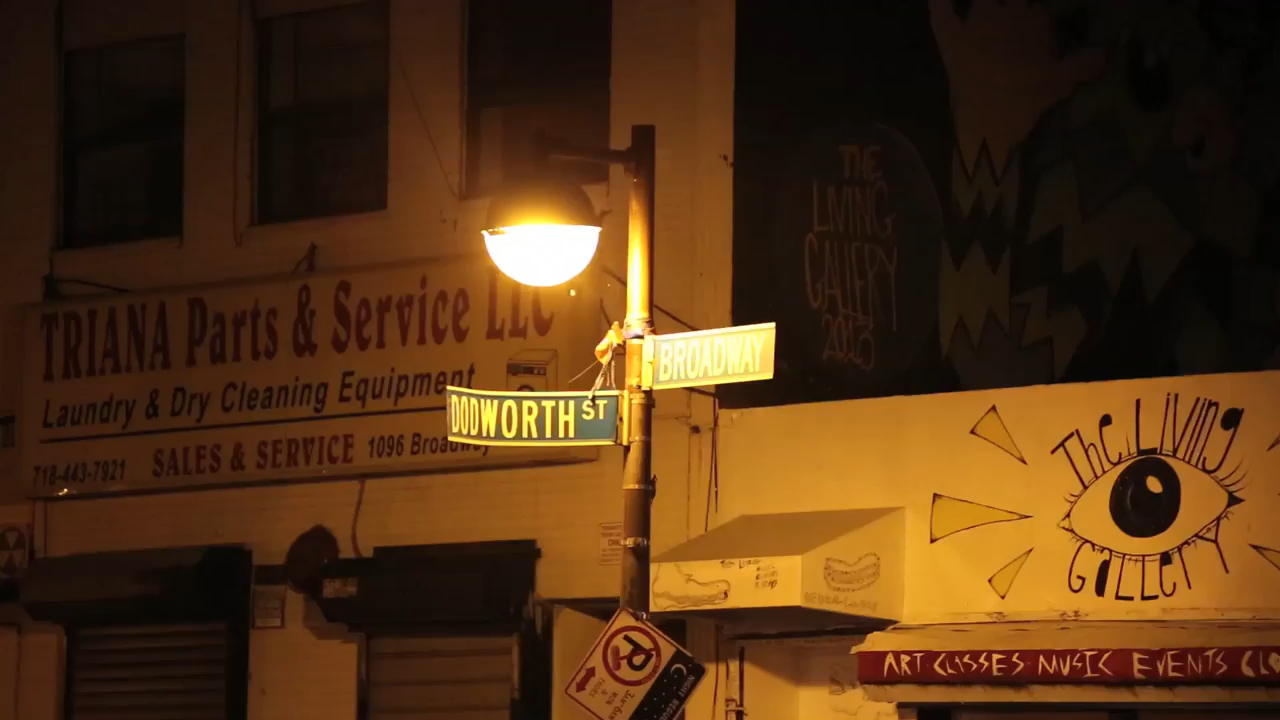 TRIANA Parts & Service LLC
Laundry & Dry Cleaning Equipment
718-443-7921 SALES & SERVICE 1096 Broadway
DODWORTH ST
BROADWAY
THE
LIVING
GALLERY
2013
The LIVING
GALLERY
ART CLASSES MUSIC EVENTS CLO